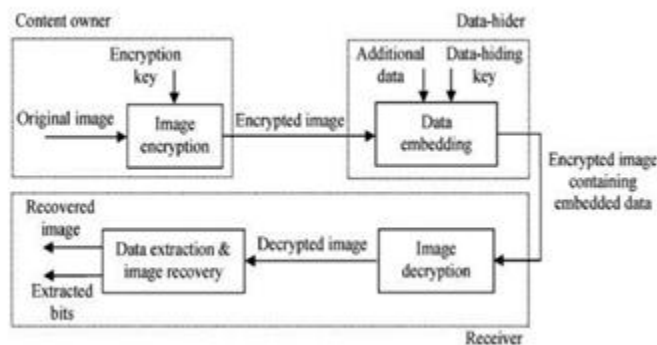 Content owner
Data-hider
Encryption
key
Additional
data
Data-hiding
key
Original image
Image
encryption
Encrypted image
Data
embedding
Encrypted image
containing
embedded data
Recovered
image
Extracted
bits
Data extraction &
image recovery
Decrypted image
Image
decryption
Receiver